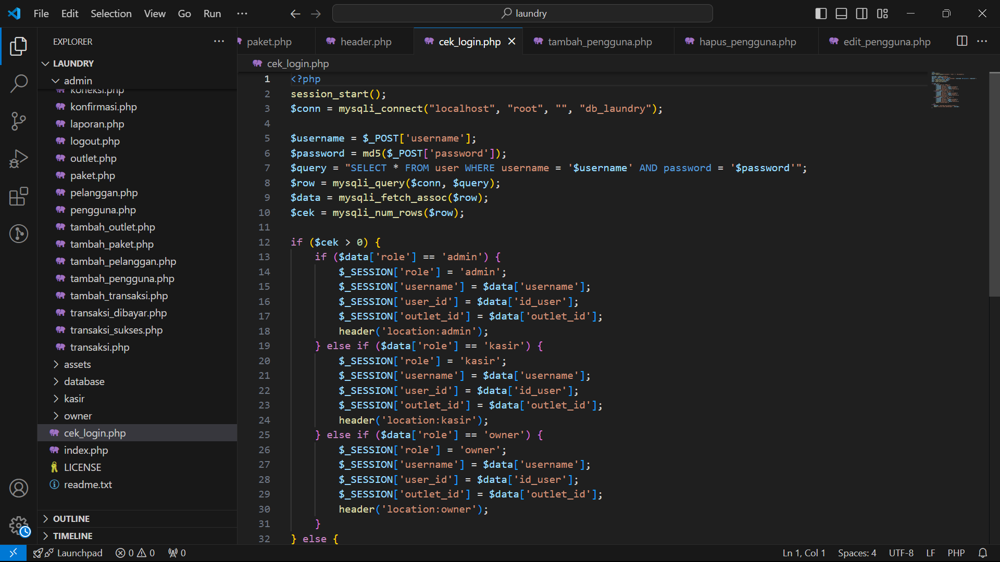 File Edit Selection View Go Run ··· laundry
EXPLORER ···
LAUNDRY
admin
koneksi.php
konfirmasi.php
laporan.php
logout.php
outlet.php
paket.php
pelanggan.php
pengguna.php
tambah_outlet.php
tambah_paket.php
tambah_pelanggan.php
tambah_pengguna.php
tambah_transaksi.php
transaksi_dibayar.php
transaksi_sukses.php
transaksi.php
assets
database
kasir
owner
cek_login.php
index.php
LICENSE
readme.txt
OUTLINE
TIMELINE
paket.php header.php cek_login.php tambah_pengguna.php hapus_pengguna.php edit_pengguna.php ···
cek_login.php
1 <?php
2 session_start();
3 $conn = mysqli_connect("localhost", "root", "", "db_laundry");
4
5 $username = $_POST['username'];
6 $password = md5($_POST['password']);
7 $query = "SELECT * FROM user WHERE username = '$username' AND password = '$password'";
8 $row = mysqli_query($conn, $query);
9 $data = mysqli_fetch_assoc($row);
10 $cek = mysqli_num_rows($row);
11
12 if ($cek > 0) {
13 if ($data['role'] == 'admin') {
14 $_SESSION['role'] = 'admin';
15 $_SESSION['username'] = $data['username'];
16 $_SESSION['user_id'] = $data['id_user'];
17 $_SESSION['outlet_id'] = $data['outlet_id'];
18 header('location:admin');
19 } else if ($data['role'] == 'kasir') {
20 $_SESSION['role'] = 'kasir';
21 $_SESSION['username'] = $data['username'];
22 $_SESSION['user_id'] = $data['id_user'];
23 $_SESSION['outlet_id'] = $data['outlet_id'];
24 header('location:kasir');
25 } else if ($data['role'] == 'owner') {
26 $_SESSION['role'] = 'owner';
27 $_SESSION['username'] = $data['username'];
28 $_SESSION['user_id'] = $data['id_user'];
29 $_SESSION['outlet_id'] = $data['outlet_id'];
30 header('location:owner');
31 }
32 } else {
Launchpad 0 0 0 Ln 1, Col 1 Spaces: 4 UTF-8 LF PHP